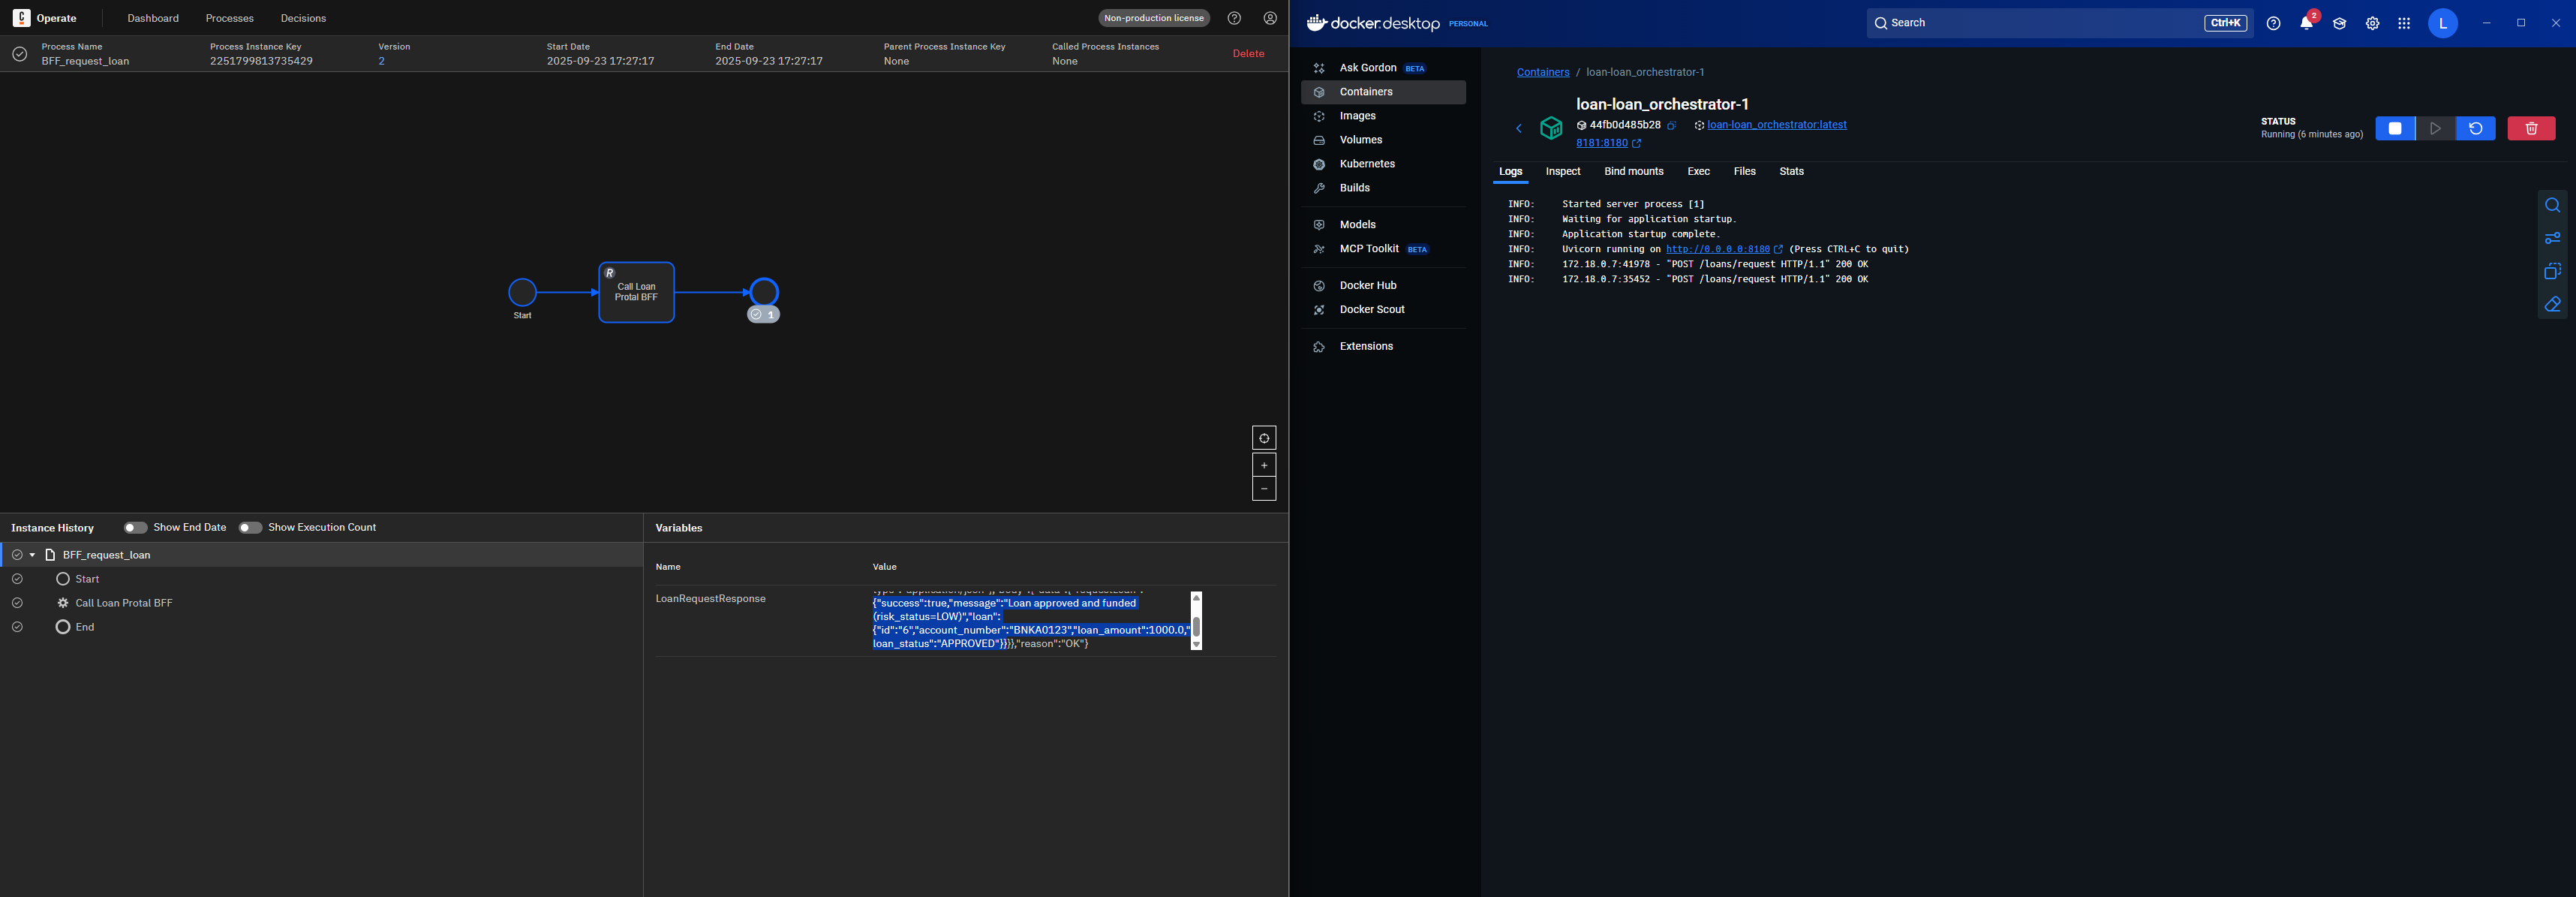 Operate
Dashboard
Processes
Decisions
Non-production license
Process Name
Process Instance Key
Version
Start Date
End Date
Parent Process Instance Key
Called Process Instances
BFF_request_loan
2251799813735429
2
2025-09-23 17:27:17
2025-09-23 17:27:17
None
None
Delete
R
Call Loan
Protal BFF
Start
1
Instance History
Show End Date
Show Execution Count
BFF_request_loan
Start
Call Loan Protal BFF
End
Variables
Name
Value
LoanRequestResponse
{"success":true,"message":"Loan approved and funded
(risk_status=LOW)","loan":
{"id":"6","account_number":"BNKA0123","loan_amount":1000.0,"
loan_status":"APPROVED"}}}},"reason":"OK"}
docker.desktop PERSONAL
Search
Ctrl+K
2
L
Ask Gordon BETA
Containers
Images
Volumes
Kubernetes
Builds
Models
MCP Toolkit BETA
Docker Hub
Docker Scout
Extensions
Containers / loan-loan_orchestrator-1
loan-loan_orchestrator-1
44fb0d485b28 loan-loan_orchestrator:latest
8181:8180
STATUS
Running (6 minutes ago)
Logs
Inspect
Bind mounts
Exec
Files
Stats
INFO: Started server process [1]
INFO: Waiting for application startup.
INFO: Application startup complete.
INFO: Uvicorn running on http://0.0.0.0:8180 (Press CTRL+C to quit)
INFO: 172.18.0.7:41978 - "POST /loans/request HTTP/1.1" 200 OK
INFO: 172.18.0.7:35452 - "POST /loans/request HTTP/1.1" 200 OK